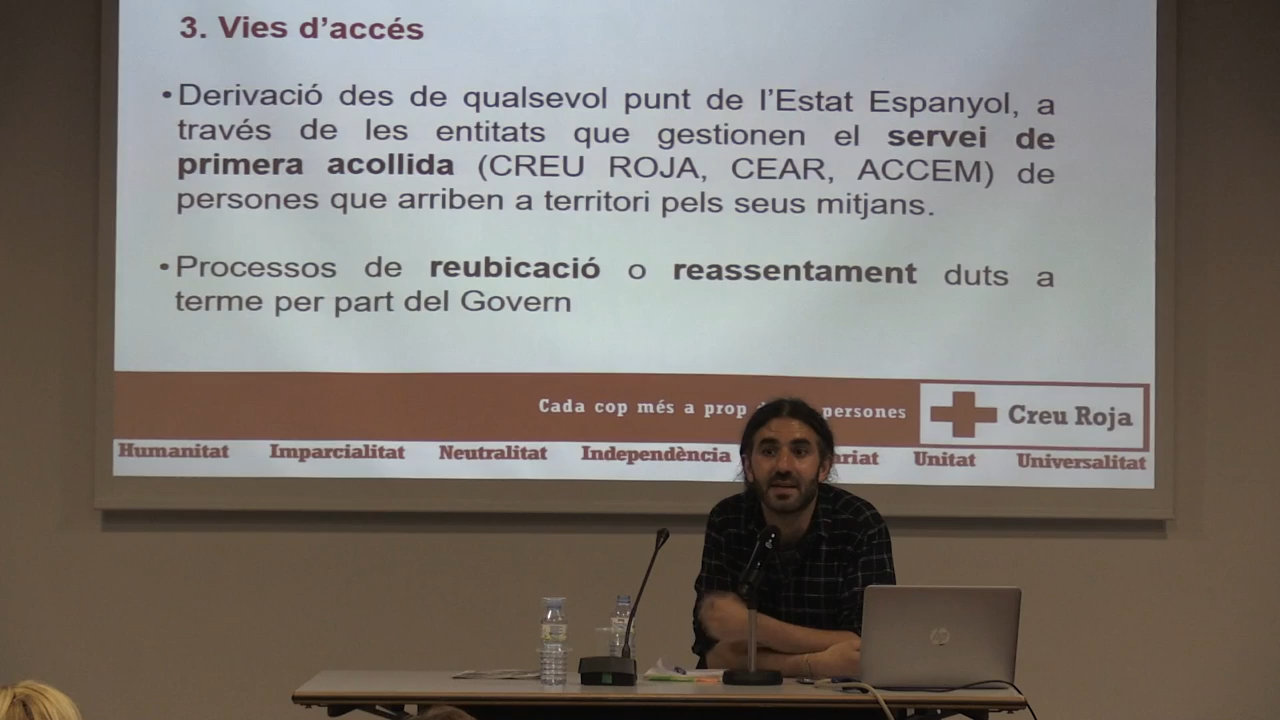 3. Vies d’accés
•Derivació des de qualsevol punt de l’Estat Espanyol, a
través de les entitats que gestionen el servei de
primera acollida (CREU ROJA, CEAR, ACCEM) de
persones que arriben a territori pels seus mitjans.
•Processos de reubicació o reassentament duts a
terme per part del Govern
Cada cop més a prop persones
Creu Roja
Humanitat Imparcialitat Neutralitat Independència Unitat Universalitat
hp